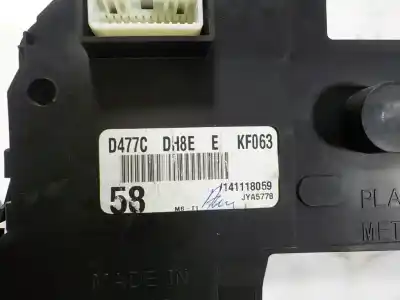 D477C DH8E E KF063
1141118059
58 JYA5778
PLA
MET
MADE IN